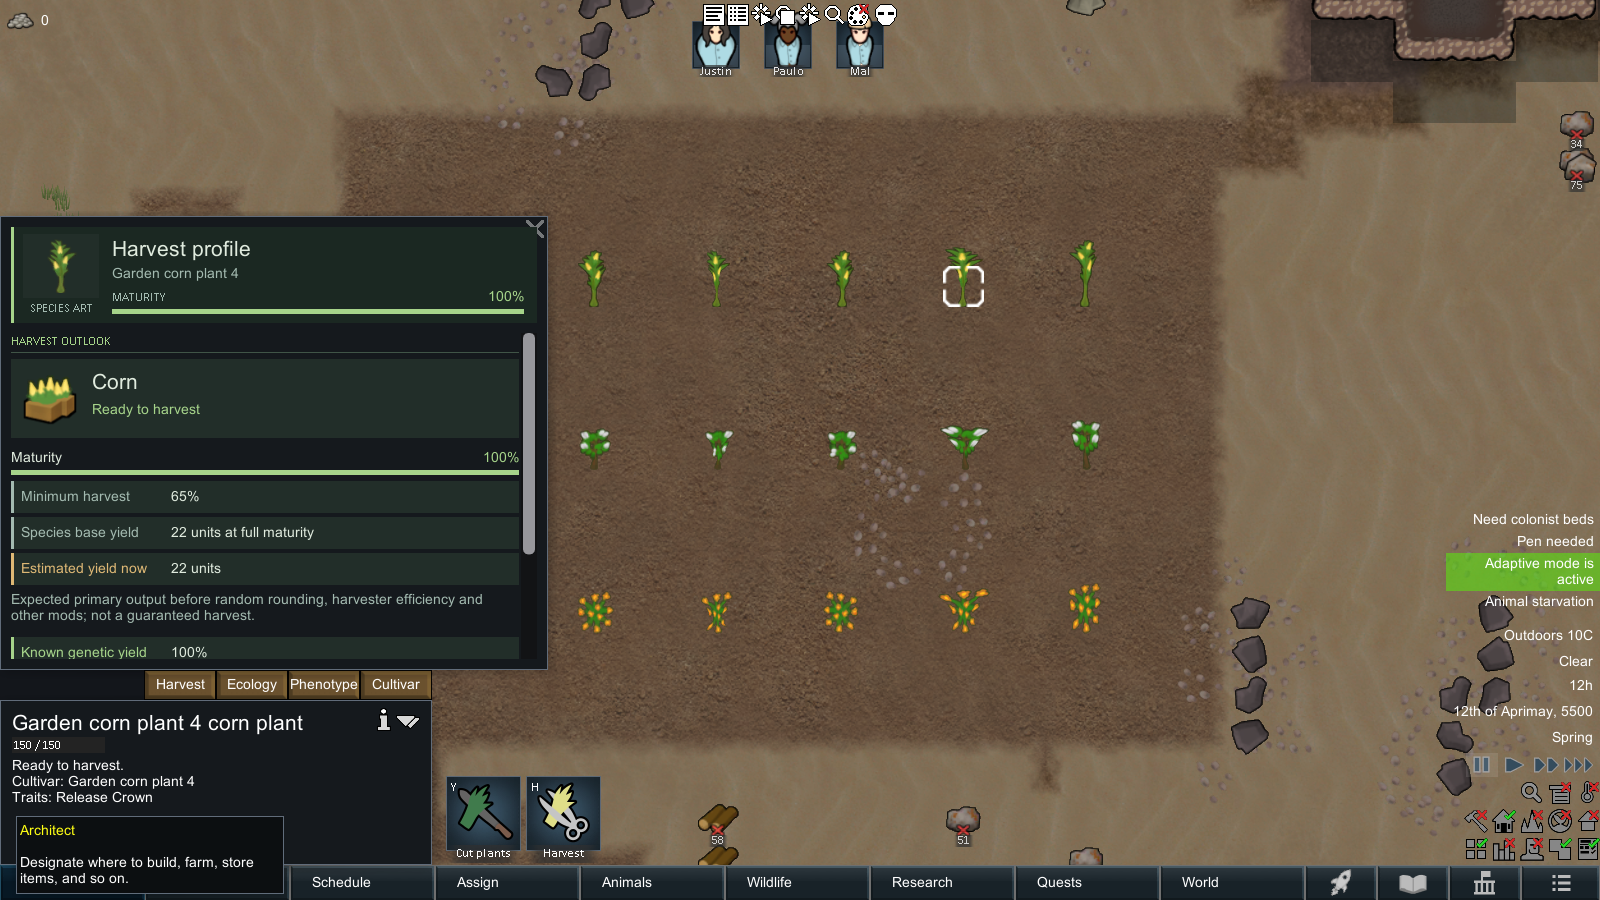 0
Justin
Paulo
Mal
34
75
Harvest profile
Garden corn plant 4
MATURITY 100%
SPECIES ART
HARVEST OUTLOOK
Corn
Ready to harvest
Maturity 100%
Minimum harvest 65%
Species base yield 22 units at full maturity
Estimated yield now 22 units
Expected primary output before random rounding, harvester efficiency and
other mods; not a guaranteed harvest.
Known genetic yield 100%
Harvest
Ecology
Phenotype
Cultivar
Garden corn plant 4 corn plant
150 / 150
Ready to harvest.
Cultivar: Garden corn plant 4
Traits: Release Crown
Architect
Designate where to build, farm, store
items, and so on.
Y
Cut plants
H
Harvest
58
51
Need colonist beds
Pen needed
Adaptive mode is
active
Animal starvation
Outdoors 10C
Clear
12h
12th of Aprimay, 5500
Spring
Schedule
Assign
Animals
Wildlife
Research
Quests
World